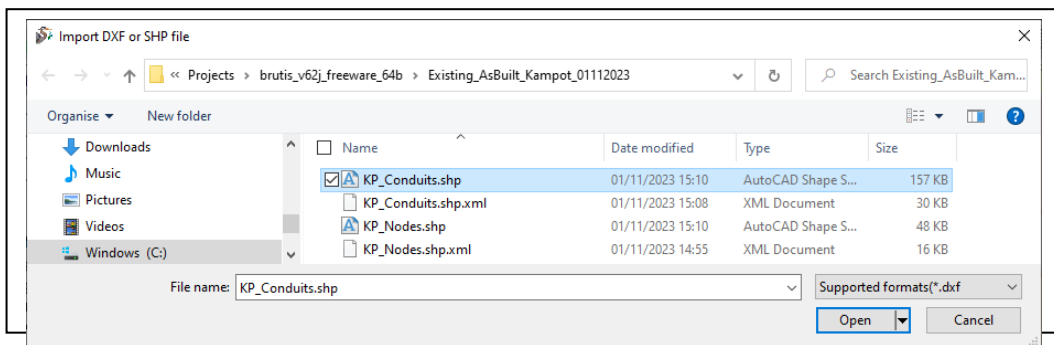 Import DXF or SHP file
« Projects › brutis_v62j_freeware_64b › Existing_AsBuilt_Kampot_01112023
Search Existing_AsBuilt_Kam...
Organise New folder
Downloads
Music
Pictures
Videos
Windows (C:)
Name Date modified Type Size
KP_Conduits.shp 01/11/2023 15:10 AutoCAD Shape S... 157 KB
KP_Conduits.shp.xml 01/11/2023 15:08 XML Document 30 KB
KP_Nodes.shp 01/11/2023 15:10 AutoCAD Shape S... 48 KB
KP_Nodes.shp.xml 01/11/2023 14:55 XML Document 16 KB
File name: KP_Conduits.shp
Supported formats(*.dxf
Open Cancel